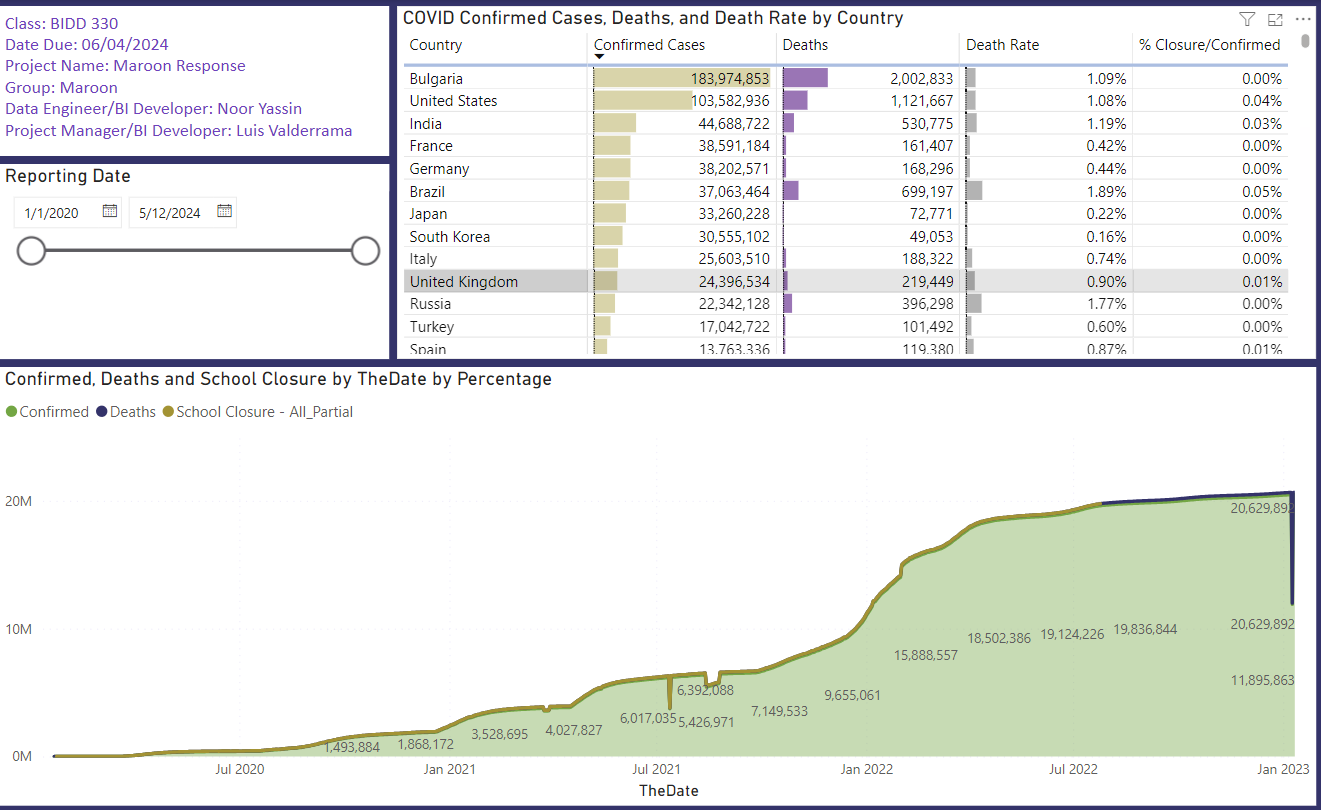 Class: BIDD 330
Date Due: 06/04/2024
Project Name: Maroon Response
Group: Maroon
Data Engineer/BI Developer: Noor Yassin
Project Manager/BI Developer: Luis Valderrama
Reporting Date
1/1/2020 5/12/2024
COVID Confirmed Cases, Deaths, and Death Rate by Country
Country Confirmed Cases Deaths Death Rate % Closure/Confirmed
Bulgaria 183,974,853 2,002,833 1.09% 0.00%
United States 103,582,936 1,121,667 1.08% 0.04%
India 44,688,722 530,775 1.19% 0.03%
France 38,591,184 161,407 0.42% 0.00%
Germany 38,202,571 168,296 0.44% 0.00%
Brazil 37,063,464 699,197 1.89% 0.05%
Japan 33,260,228 72,771 0.22% 0.00%
South Korea 30,555,102 49,053 0.16% 0.00%
Italy 25,603,510 188,322 0.74% 0.00%
United Kingdom 24,396,534 219,449 0.90% 0.01%
Russia 22,342,128 396,298 1.77% 0.00%
Turkey 17,042,722 101,492 0.60% 0.00%
Spain 13,763,336 119,380 0.87% 0.01%
Confirmed, Deaths and School Closure by TheDate by Percentage
Confirmed Deaths School Closure - All_Partial
20M
10M
0M
1,493,884
1,868,172
3,528,695
4,027,827
6,017,035
6,392,088
5,426,971
7,149,533
9,655,061
15,888,557
18,502,386
19,124,226
19,836,844
20,629,892
20,629,892
11,895,863
Jul 2020 Jan 2021 Jul 2021 Jan 2022 Jul 2022 Jan 2023
TheDate